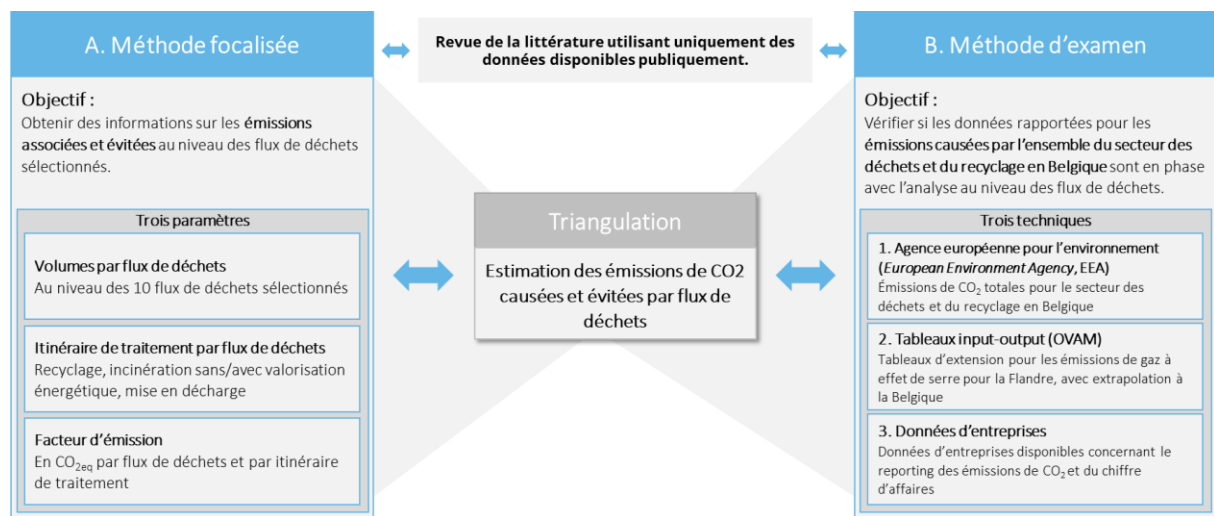 A. Méthode focalisée
Objectif :
Obtenir des informations sur les émissions
associées et évitées au niveau des flux de déchets
sélectionnés.
Trois paramètres
Volumes par flux de déchets
Au niveau des 10 flux de déchets sélectionnés
Itinéraire de traitement par flux de déchets
Recyclage, incinération sans/avec valorisation
énergétique, mise en décharge
Facteur d'émission
En CO2eq par flux de déchets et par itinéraire
de traitement
Revue de la littérature utilisant uniquement des
données disponibles publiquement.
Triangulation
Estimation des émissions de CO2
causées et évitées par flux de
déchets
B. Méthode d'examen
Objectif :
Vérifier si les données rapportées pour les
émissions causées par l'ensemble du secteur des
déchets et du recyclage en Belgique sont en phase
avec l'analyse au niveau des flux de déchets.
Trois techniques
1. Agence européenne pour l'environnement
(European Environment Agency, EEA)
Émissions de CO2 totales pour le secteur des
déchets et du recyclage en Belgique
2. Tableaux input-output (OVAM)
Tableaux d'extension pour les émissions de gaz à
effet de serre pour la Flandre, avec extrapolation à
la Belgique
3. Données d'entreprises
Données d'entreprises disponibles concernant le
reporting des émissions de CO2 et du chiffre
d'affaires